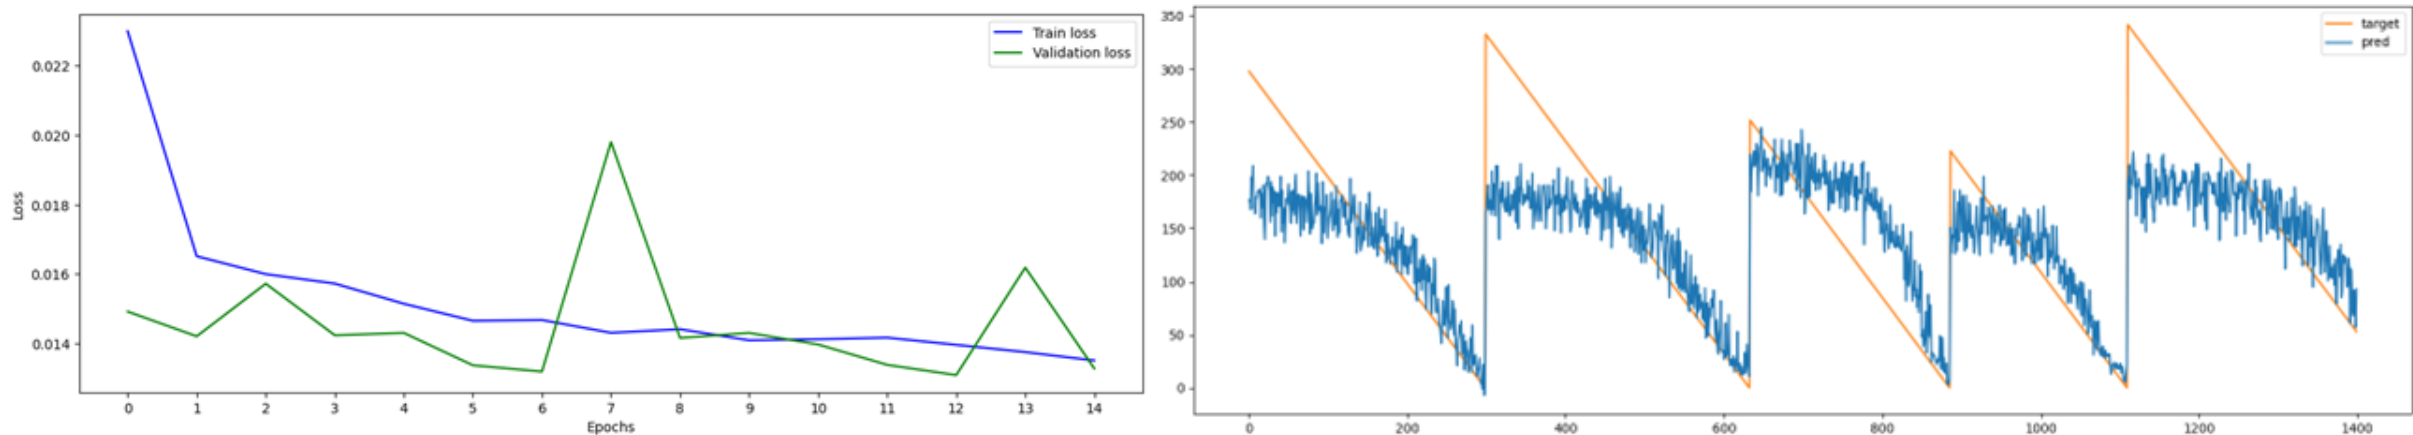 Train loss
Validation loss
0.022
0.020
0.018
0.016
0.014
Loss
0 1 2 3 4 5 6 7 8 9 10 11 12 13 14
Epochs
target
pred
350
300
250
200
150
100
50
0
0 200 400 600 800 1000 1200 1400